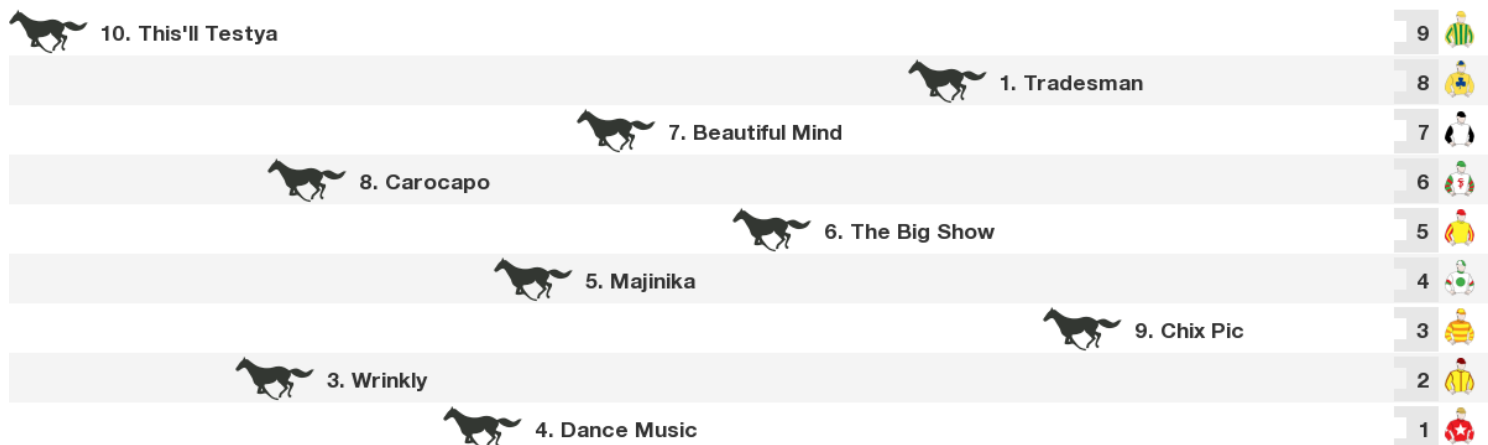 10. This'll Testya 9
1. Tradesman 8
7. Beautiful Mind 7
8. Carocapo 6
6. The Big Show 5
5. Majinika 4
9. Chix Pic 3
3. Wrinkly 2
4. Dance Music 1